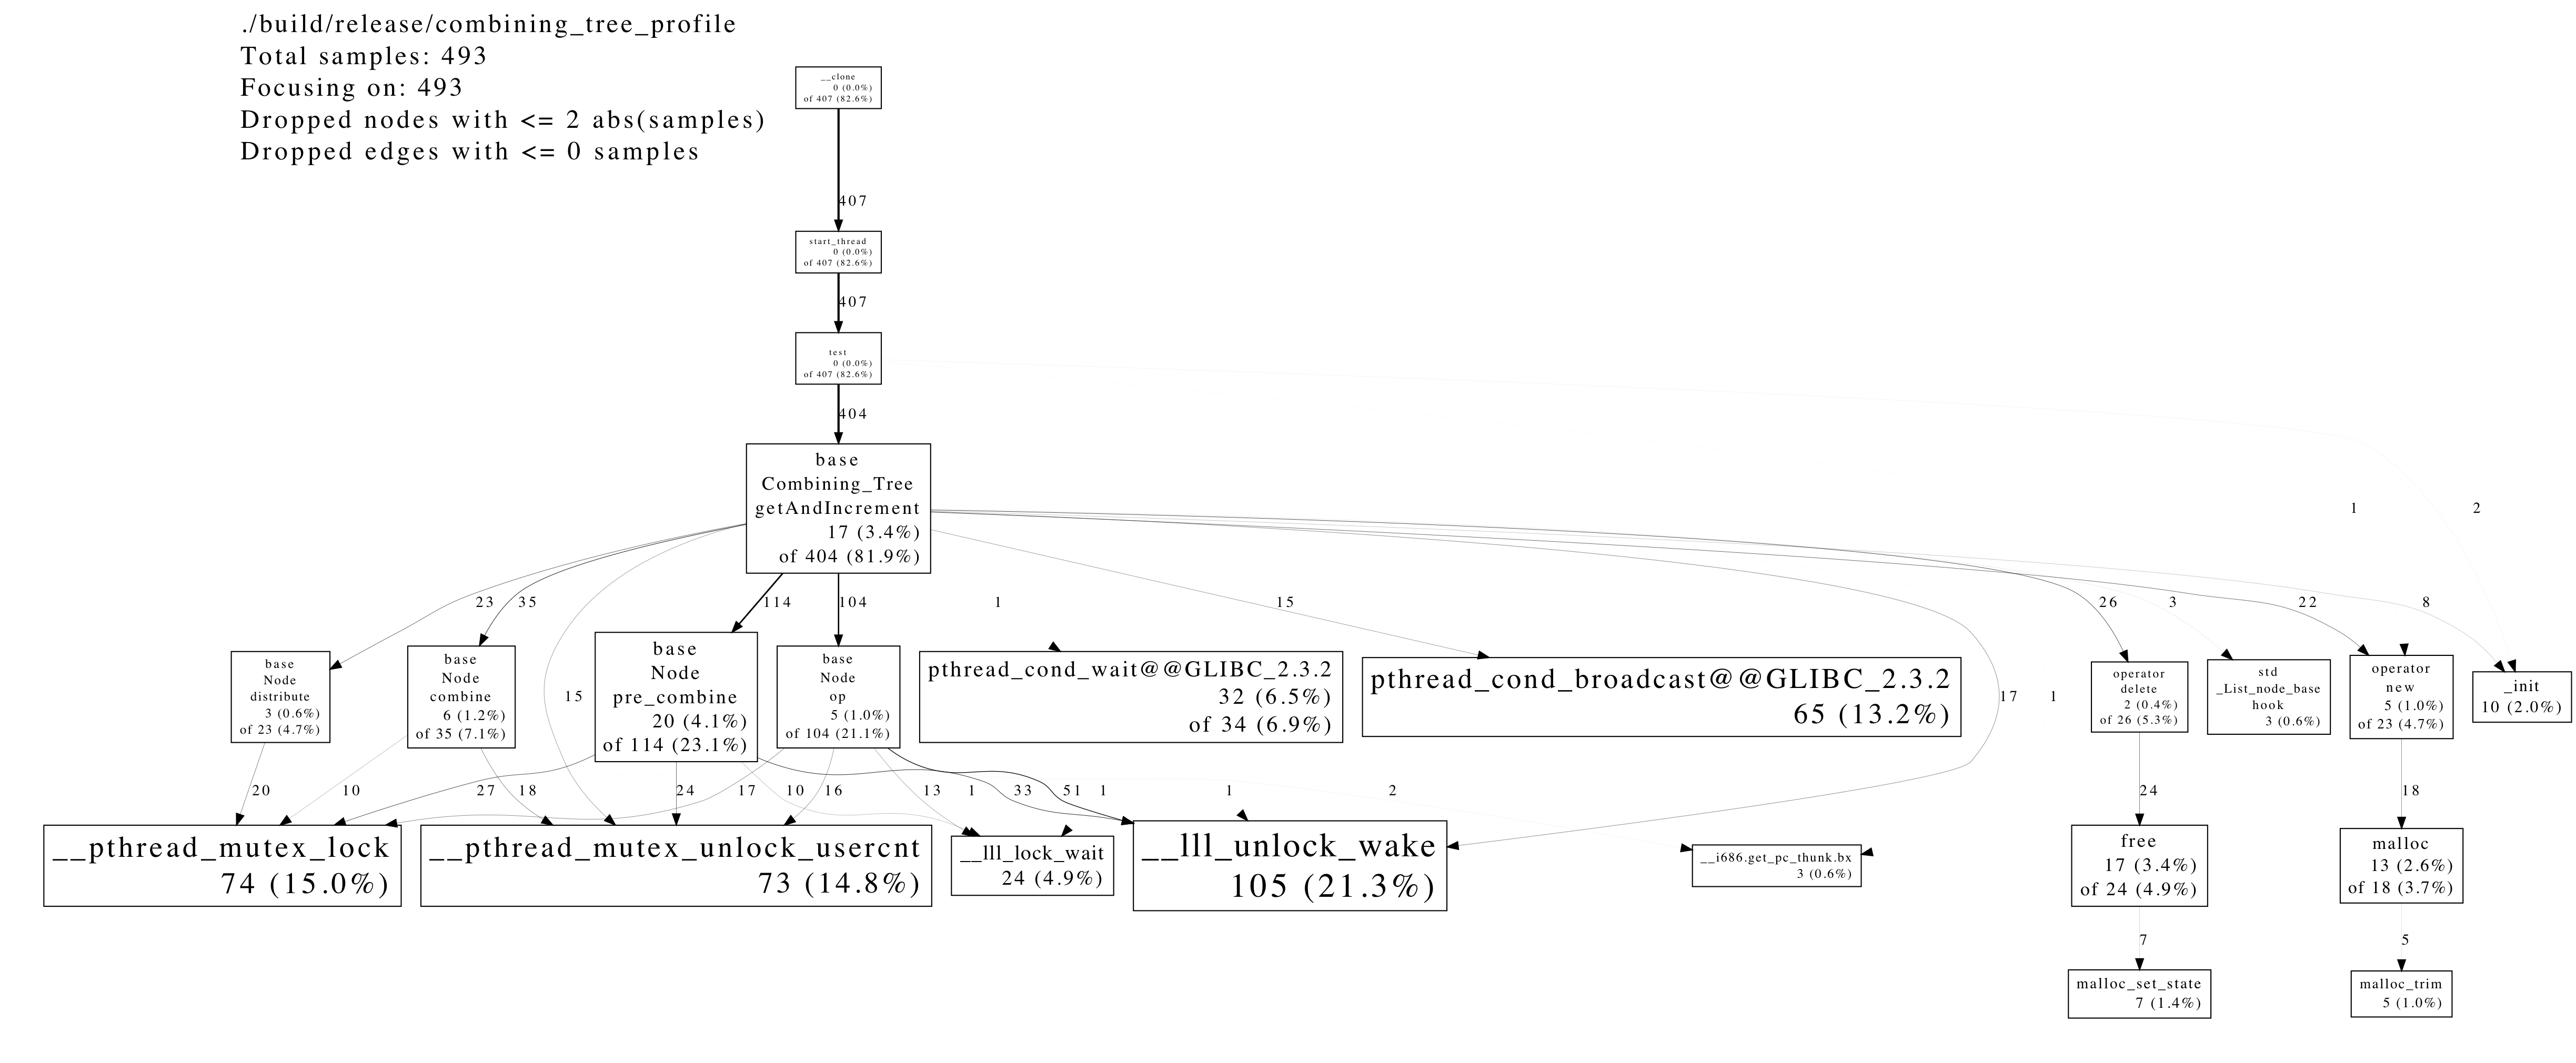 ./build/release/combining_tree_profile
Total samples: 493
Focusing on: 493
Dropped nodes with <= 2 abs(samples)
Dropped edges with <= 0 samples
__clone
0 (0.0%)
of 407 (82.6%)
407
start_thread
0 (0.0%)
of 407 (82.6%)
407
test
0 (0.0%)
of 407 (82.6%)
404
base
Combining_Tree
getAndIncrement
17 (3.4%)
of 404 (81.9%)
1
2
23
35
114
104
1
15
26
3
22
8
base
Node
distribute
3 (0.6%)
of 23 (4.7%)
base
Node
combine
6 (1.2%)
of 35 (7.1%)
15
base
Node
pre_combine
20 (4.1%)
of 114 (23.1%)
base
Node
op
5 (1.0%)
of 104 (21.1%)
pthread_cond_wait@@GLIBC_2.3.2
32 (6.5%)
of 34 (6.9%)
pthread_cond_broadcast@@GLIBC_2.3.2
65 (13.2%)
17
1
operator
delete
2 (0.4%)
of 26 (5.3%)
std
_List_node_base
hook
3 (0.6%)
operator
new
5 (1.0%)
of 23 (4.7%)
_init
10 (2.0%)
20
10
27
18
24
17
10
16
13
1
33
51
1
1
2
24
18
__pthread_mutex_lock
74 (15.0%)
__pthread_mutex_unlock_usercnt
73 (14.8%)
__lll_lock_wait
24 (4.9%)
__lll_unlock_wake
105 (21.3%)
__i686.get_pc_thunk.bx
3 (0.6%)
free
17 (3.4%)
of 24 (4.9%)
malloc
13 (2.6%)
of 18 (3.7%)
7
5
malloc_set_state
7 (1.4%)
malloc_trim
5 (1.0%)